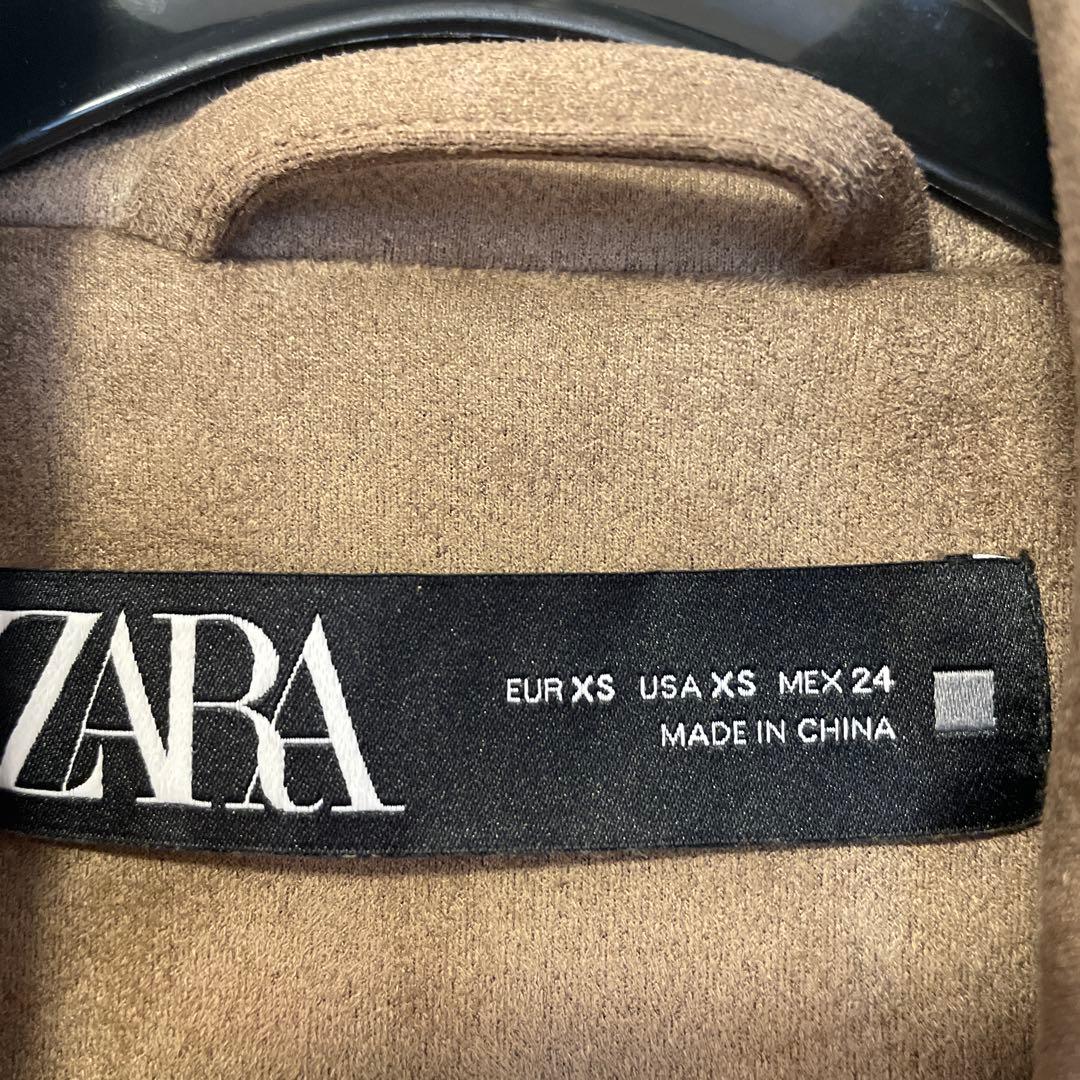 ZARA
EUR XS USA XS MEX 24
MADE IN CHINA